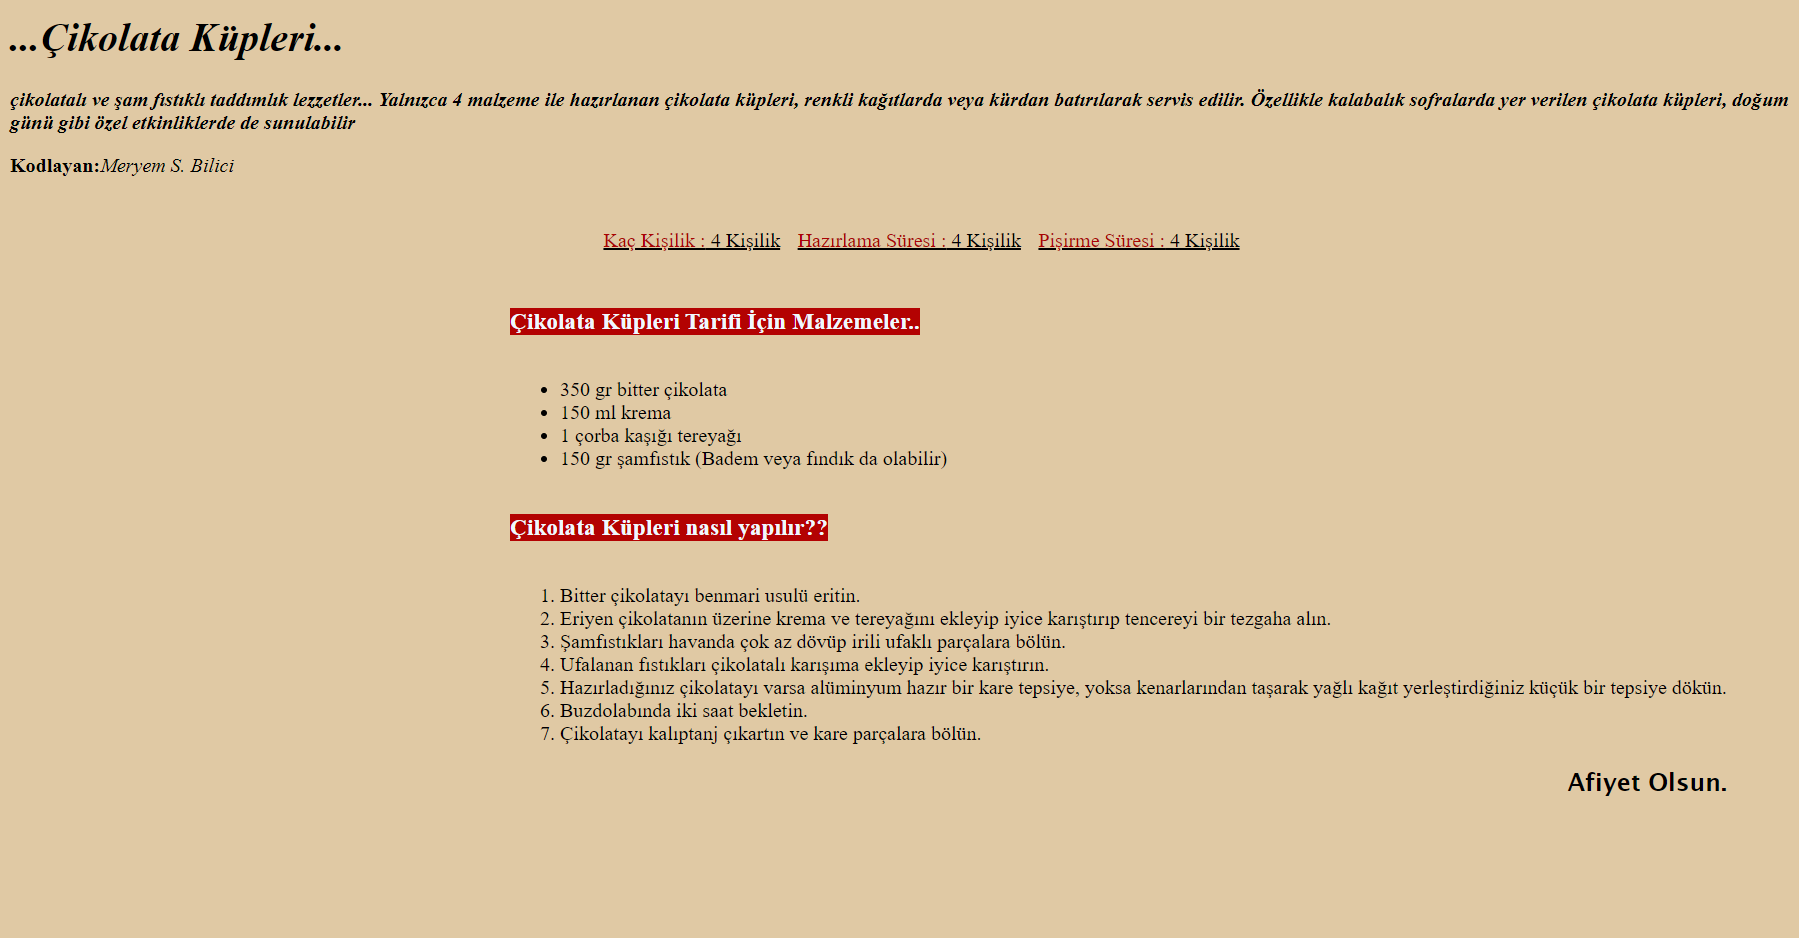 ...Çikolata Küpleri...
çikolatalı ve şam fıstıklı taddımlık lezzetler... Yalnızca 4 malzeme ile hazırlanan çikolata küpleri, renkli kağıtlarda veya kürdan batırılarak servis edilir. Özellikle kalabalık sofralarda yer verilen çikolata küpleri, doğum
günü gibi özel etkinliklerde de sunulabilir
Kodlayan:Meryem S. Bilici
Kaç Kişilik : 4 Kişilik Hazırlama Süresi : 4 Kişilik Pişirme Süresi : 4 Kişilik
Çikolata Küpleri Tarifi İçin Malzemeler..
• 350 gr bitter çikolata
• 150 ml krema
• 1 çorba kaşığı tereyağı
• 150 gr şamfıstık (Badem veya fındık da olabilir)
Çikolata Küpleri nasıl yapılır??
1. Bitter çikolatayı benmari usulü eritin.
2. Eriyen çikolatanın üzerine krema ve tereyağını ekleyip iyice karıştırıp tencereyi bir tezgaha alın.
3. Şamfıstıkları havanda çok az dövüp irili ufaklı parçalara bölün.
4. Ufalanan fıstıkları çikolatalı karışıma ekleyip iyice karıştırın.
5. Hazırladığınız çikolatayı varsa alüminyum hazır bir kare tepsiye, yoksa kenarlarından taşarak yağlı kağıt yerleştirdiğiniz küçük bir tepsiye dökün.
6. Buzdolabında iki saat bekletin.
7. Çikolatayı kalıptanj çıkartın ve kare parçalara bölün.
Afiyet Olsun.